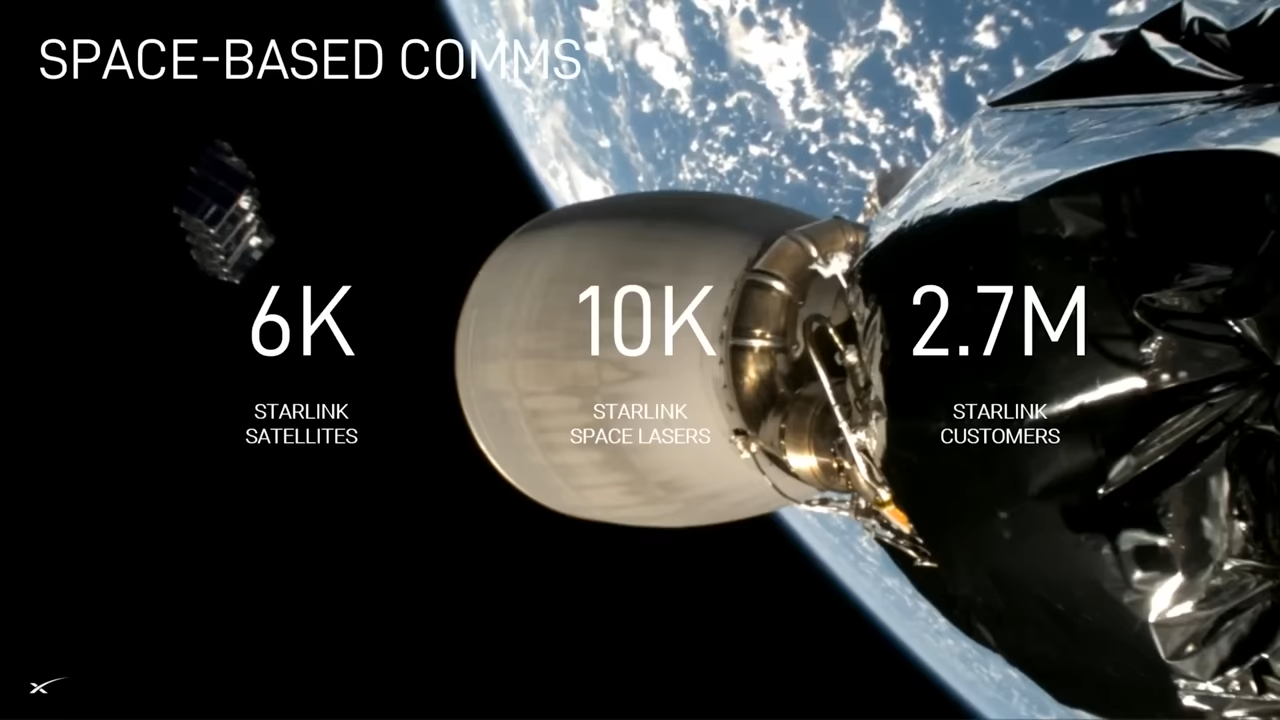 SPACE-BASED COMMS
6K
STARLINK
SATELLITES
10K
STARLINK
SPACE LASERS
2.7M
STARLINK
CUSTOMERS